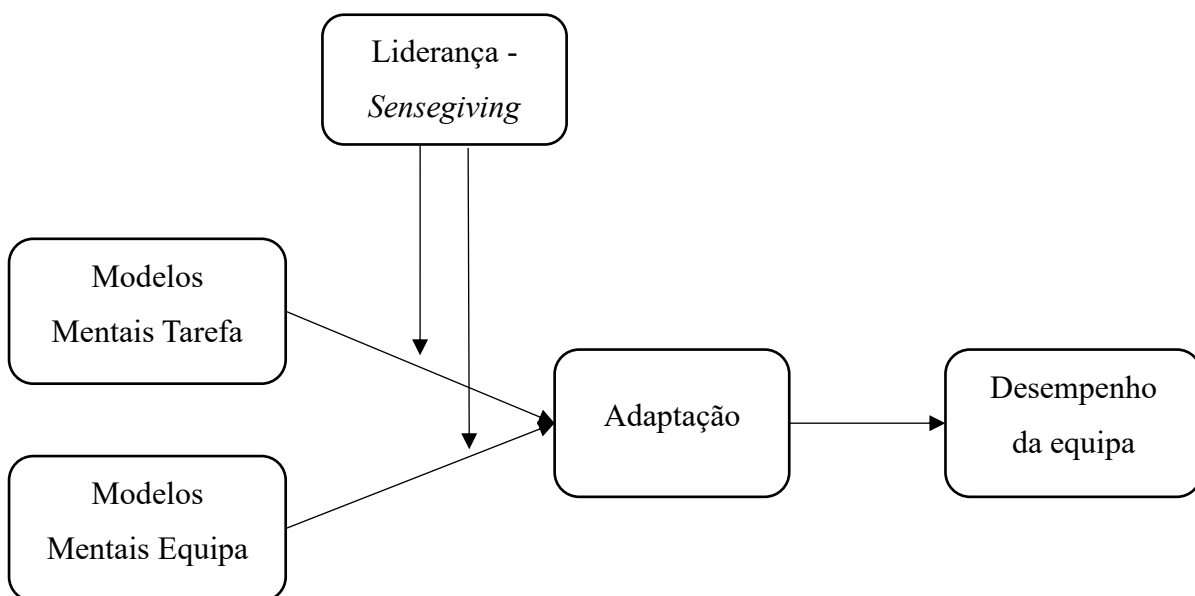 Liderança -
Sensegiving
Modelos
Mentais Tarefa
Adaptação
Desempenho
da equipa
Modelos
Mentais Equipa